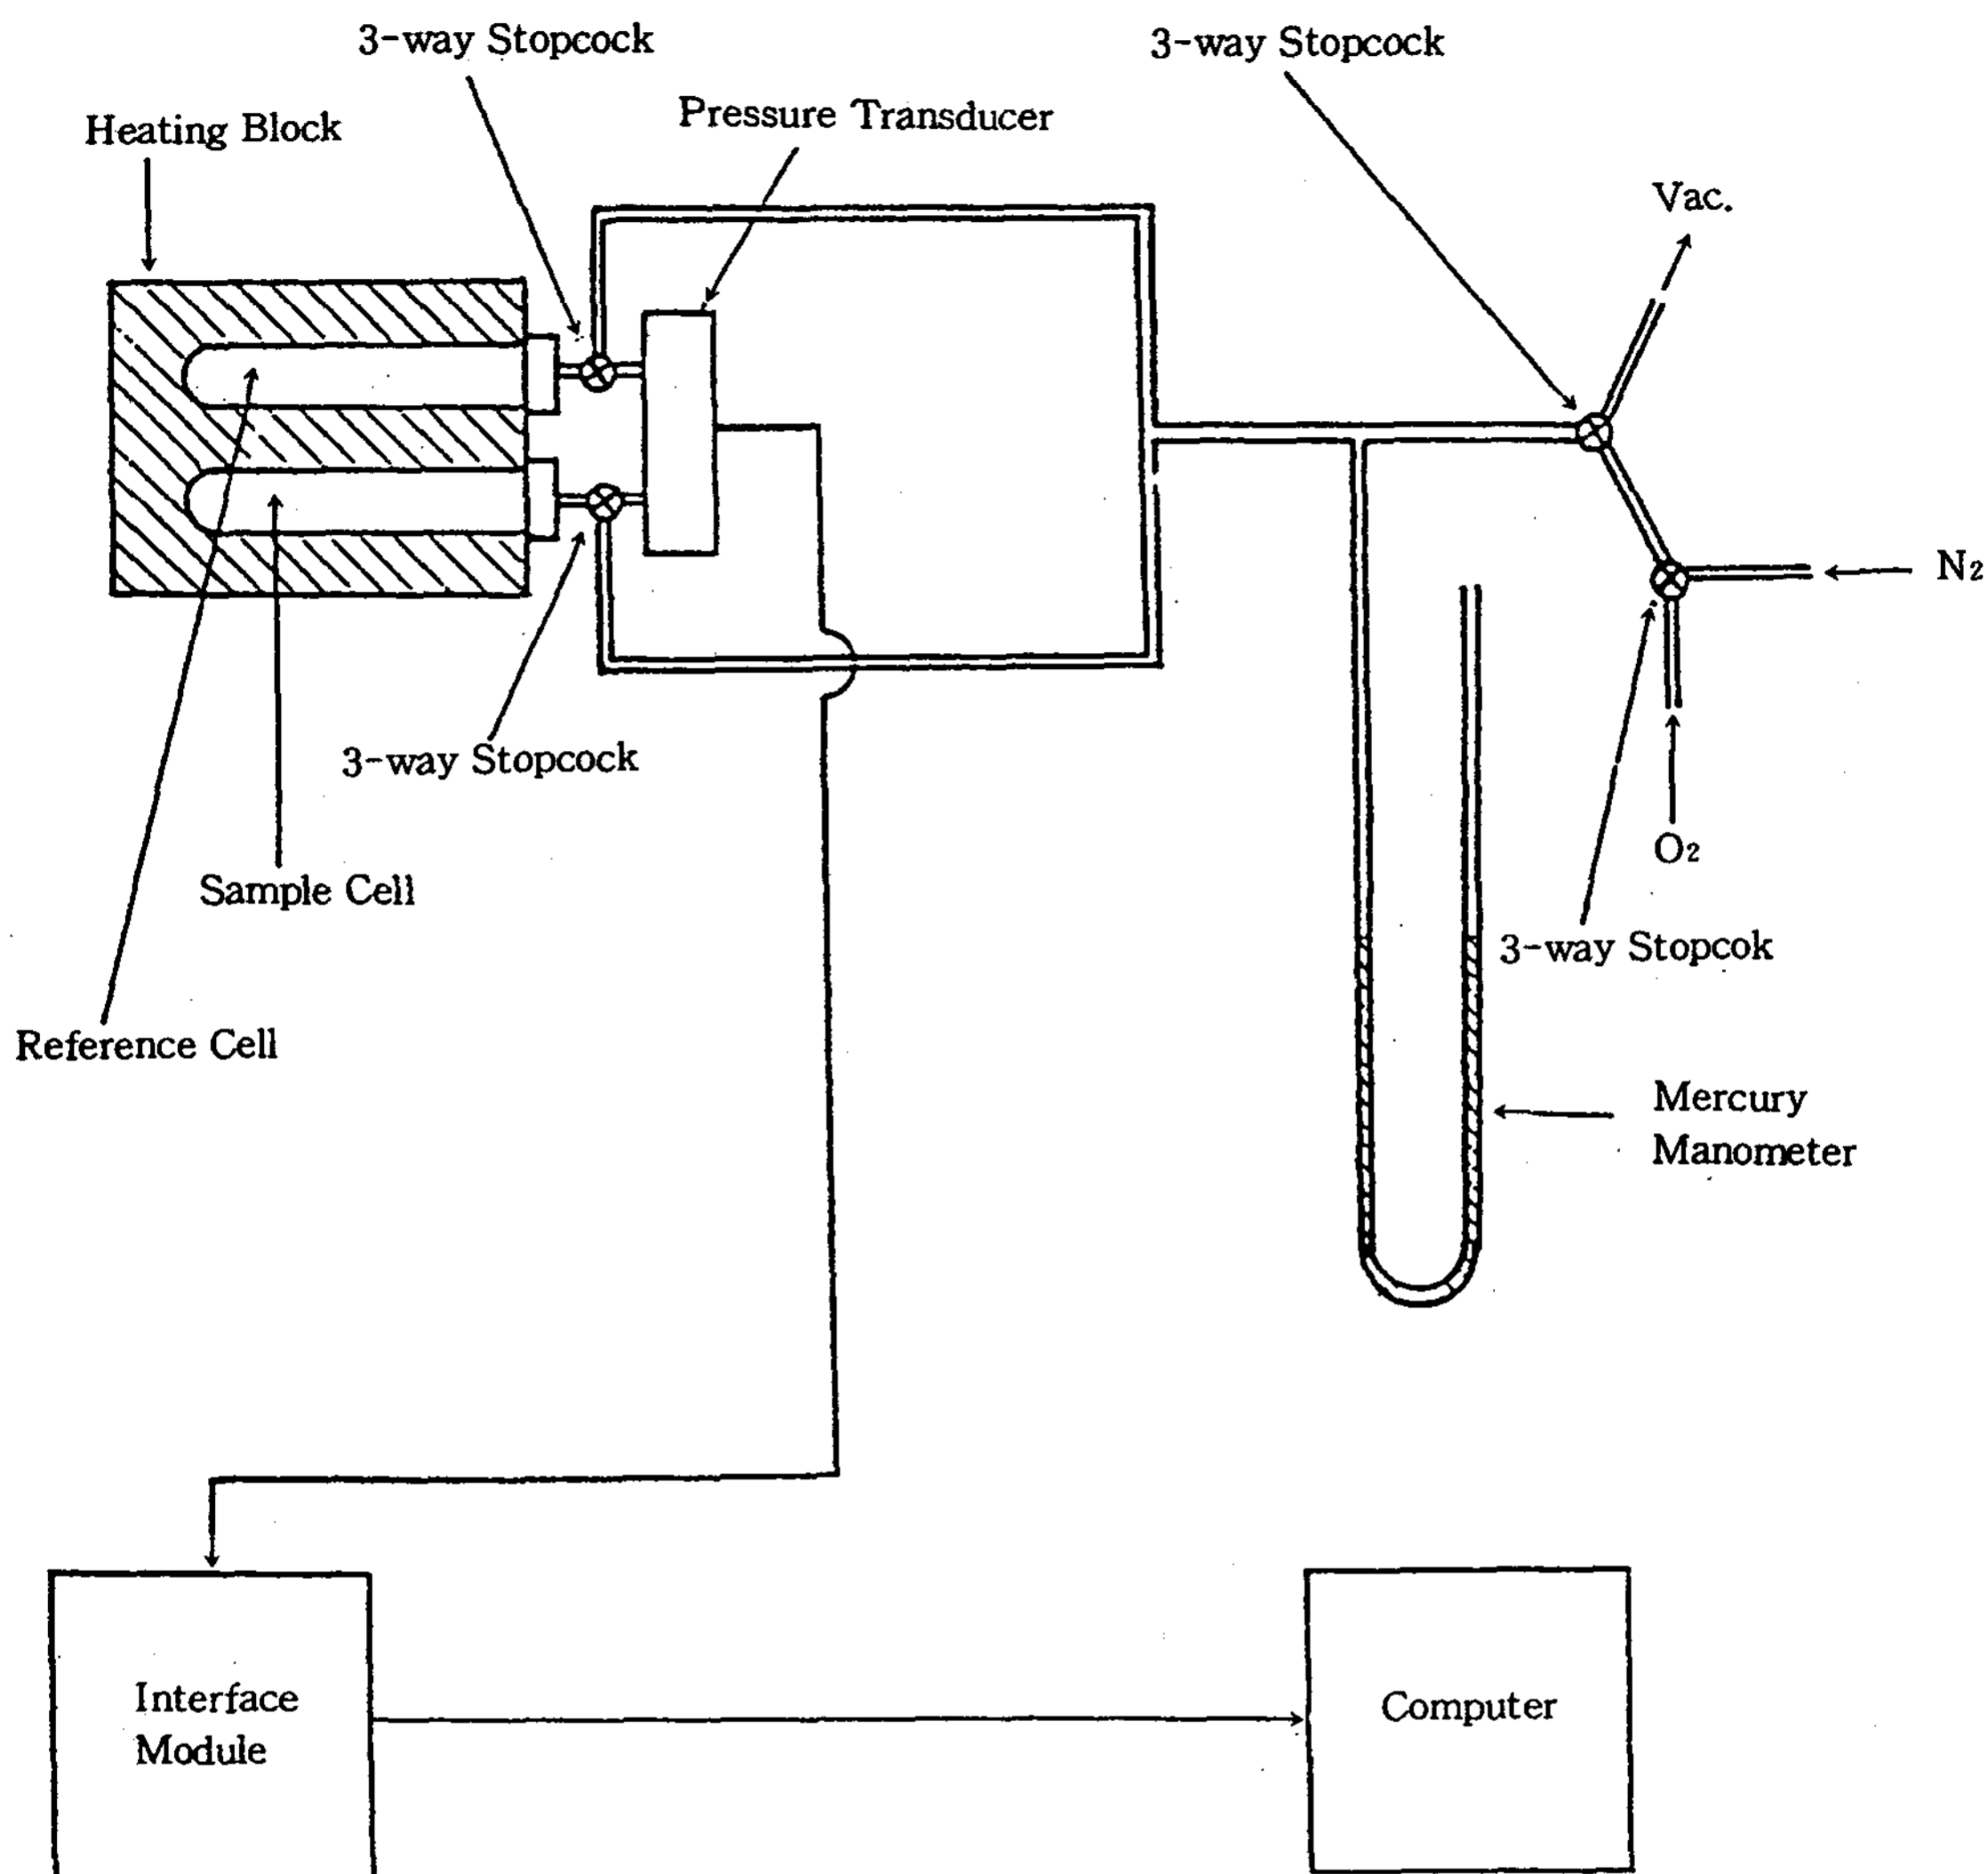 3-way Stopcock
3-way Stopcock
Pressure Transducer
Heating Block
Vac.
N2
3-way Stopcock
O2
Sample Cell
3-way Stopcok
Reference Cell
Mercury
Manometer
Interface
Module
Computer